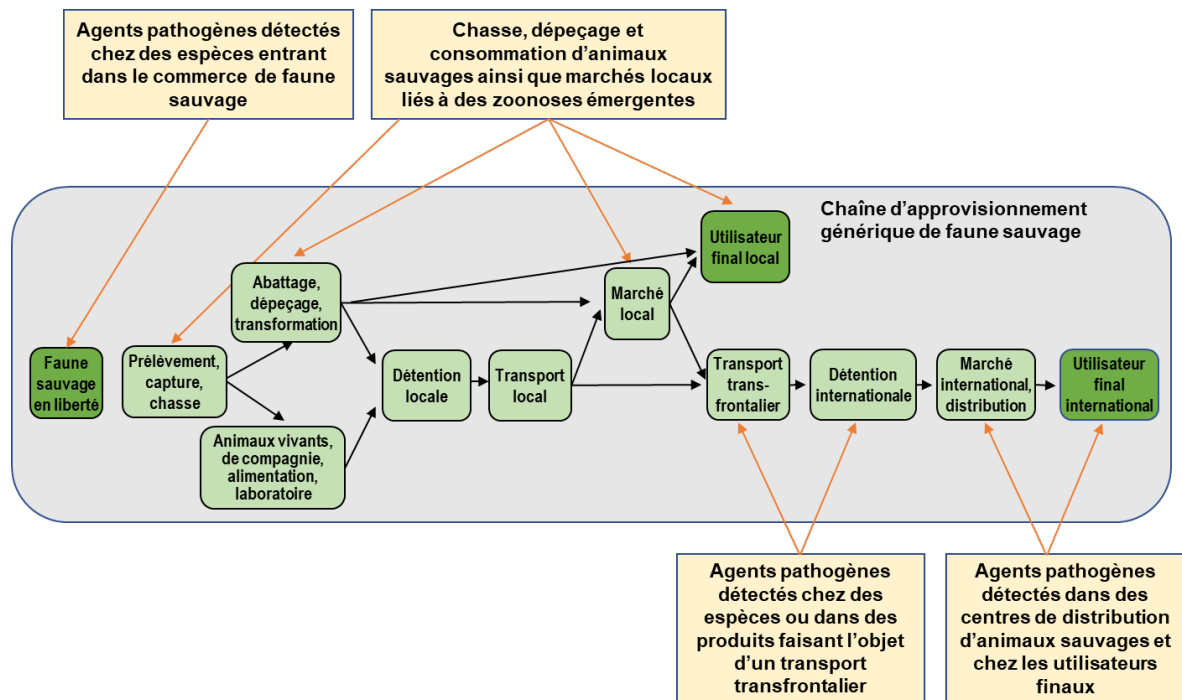 Agents pathogènes détectés
chez des espèces entrant
dans le commerce de faune
sauvage
Chasse, dépeçage et
consommation d’animaux
sauvages ainsi que marchés locaux
liés à des zoonoses émergentes
Chaîne d’approvisionnement
générique de faune sauvage
Utilisateur
final local
Abattage,
dépeçage,
transformation
Marché
local
Faune
sauvage
en liberté
Prélèvement,
capture,
chasse
Détention
locale
Transport
local
Transport
trans-
frontalier
Détention
internationale
Marché
international,
distribution
Utilisateur
final
international
Animaux vivants,
de compagnie,
alimentation,
laboratoire
Agents pathogènes
détectés chez des
espèces ou dans des
produits faisant l’objet
d’un transport
transfrontalier
Agents pathogènes
détectés dans des
centres de distribution
d’animaux sauvages et
chez les utilisateurs
finaux